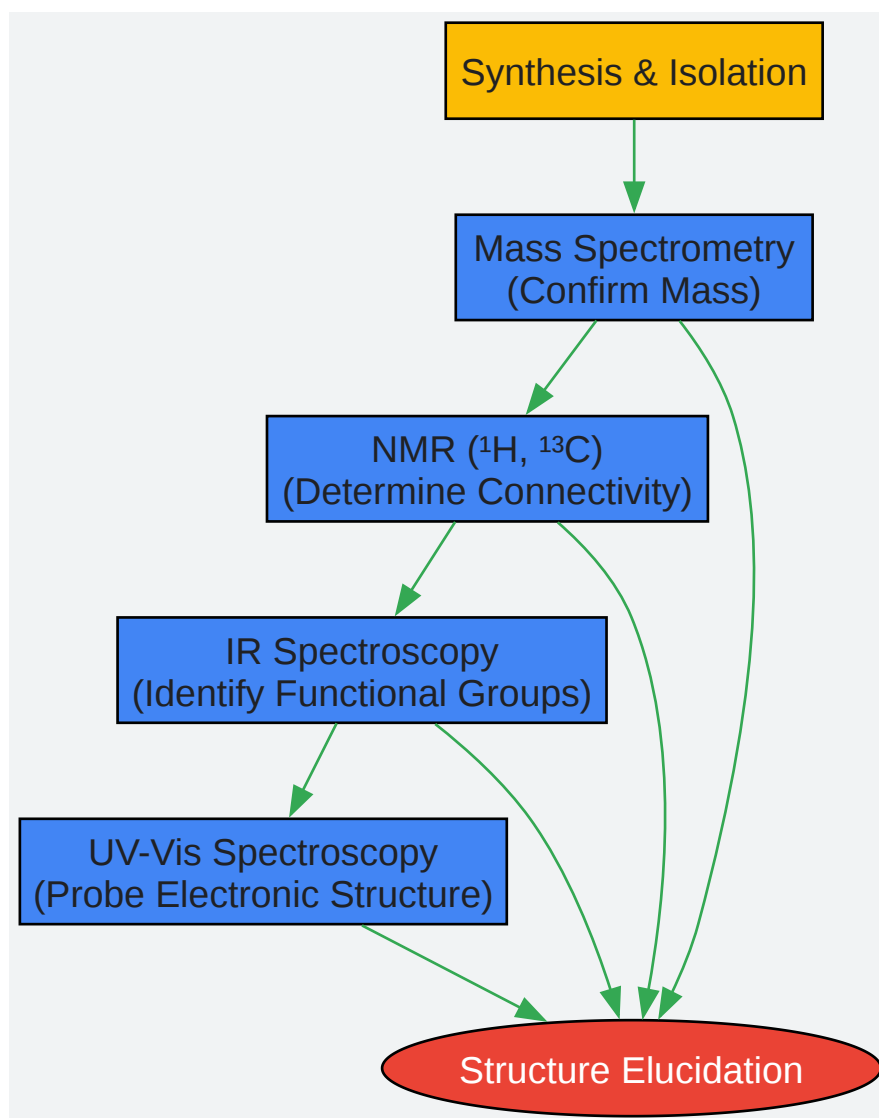 Synthesis & Isolation
Mass Spectrometry
(Confirm Mass)
NMR (¹H, ¹³C)
(Determine Connectivity)
IR Spectroscopy
(Identify Functional Groups)
UV-Vis Spectroscopy
(Probe Electronic Structure)
Structure Elucidation